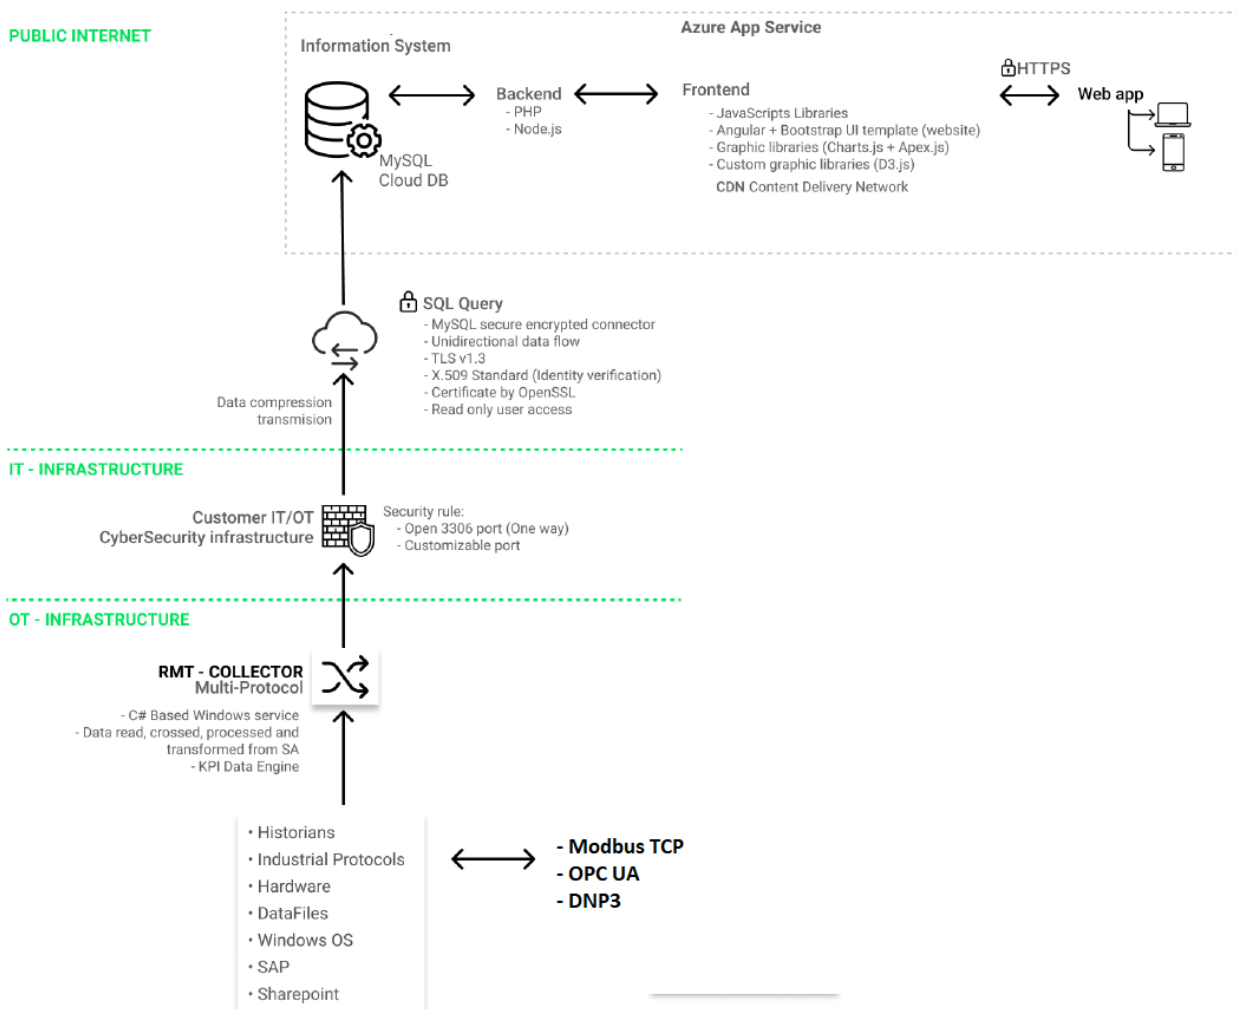 PUBLIC INTERNET
Azure App Service
Information System
HTTPS
Backend
- PHP
- Node.js
Frontend
- JavaScripts Libraries
- Angular + Bootstrap UI template (website)
- Graphic libraries (Charts.js + Apex.js)
- Custom graphic libraries (D3.js)
CDN Content Delivery Network
Web app
MySQL
Cloud DB
SQL Query
- MySQL secure encrypted connector
- Unidirectional data flow
- TLS v1.3
- X.509 Standard (Identity verification)
- Certificate by OpenSSL
- Read only user access
Data compression
transmision
IT - INFRASTRUCTURE
Customer IT/OT
CyberSecurity infrastructure
Security rule:
- Open 3306 port (One way)
- Customizable port
OT - INFRASTRUCTURE
RMT - COLLECTOR
Multi-Protocol
- C# Based Windows service
- Data read, crossed, processed and
transformed from SA
- KPI Data Engine
• Historians
• Industrial Protocols
• Hardware
• DataFiles
• Windows OS
• SAP
• Sharepoint
- Modbus TCP
- OPC UA
- DNP3